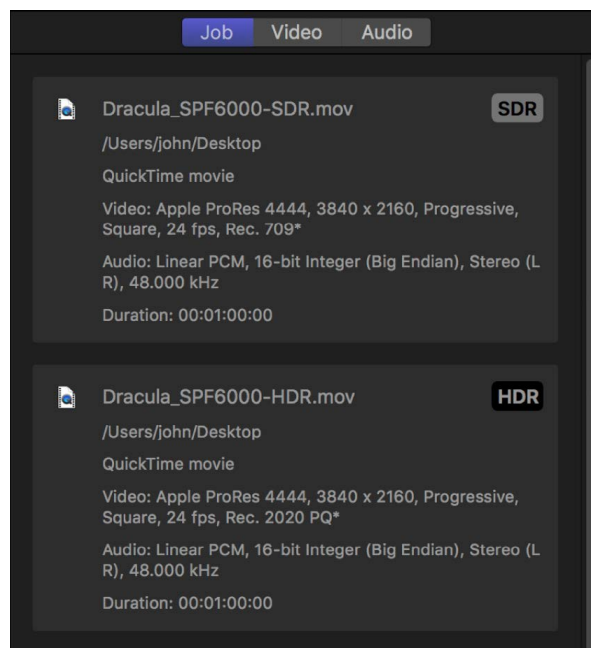 Job Video Audio
Dracula_SPF6000-SDR.mov SDR
/Users/john/Desktop
QuickTime movie
Video: Apple ProRes 4444, 3840 x 2160, Progressive,
Square, 24 fps, Rec. 709*
Audio: Linear PCM, 16-bit Integer (Big Endian), Stereo (L
R), 48.000 kHz
Duration: 00:01:00:00
Dracula_SPF6000-HDR.mov HDR
/Users/john/Desktop
QuickTime movie
Video: Apple ProRes 4444, 3840 x 2160, Progressive,
Square, 24 fps, Rec. 2020 PQ*
Audio: Linear PCM, 16-bit Integer (Big Endian), Stereo (L
R), 48.000 kHz
Duration: 00:01:00:00